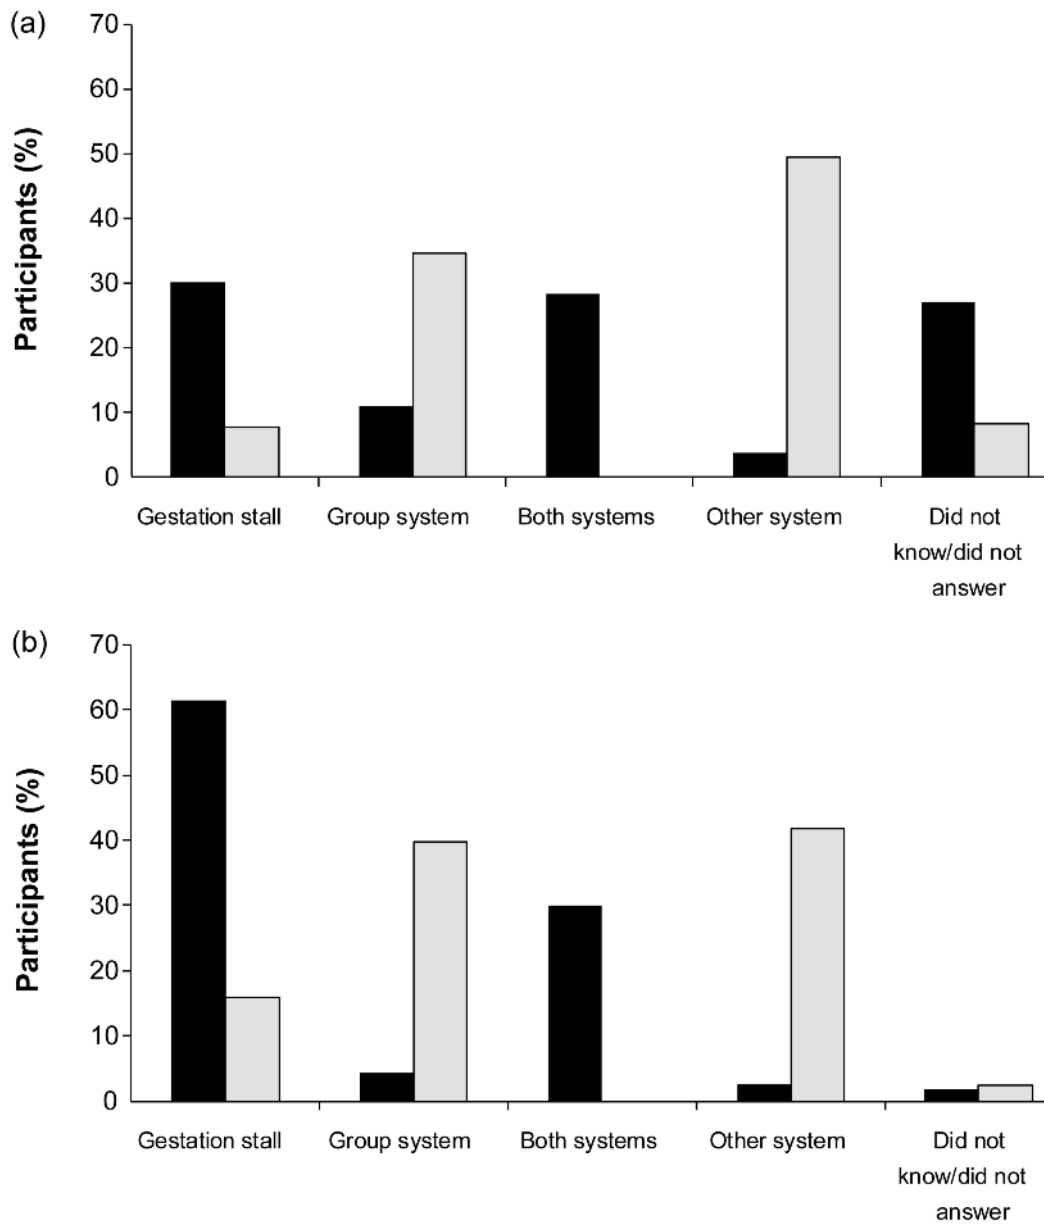 (a)
70
60
50
40
30
20
10
0
Participants (%)
Gestation stall
Group system
Both systems
Other system
Did not
know/did not
answer
(b)
70
60
50
40
30
20
10
0
Participants (%)
Gestation stall
Group system
Both systems
Other system
Did not
know/did not
answer